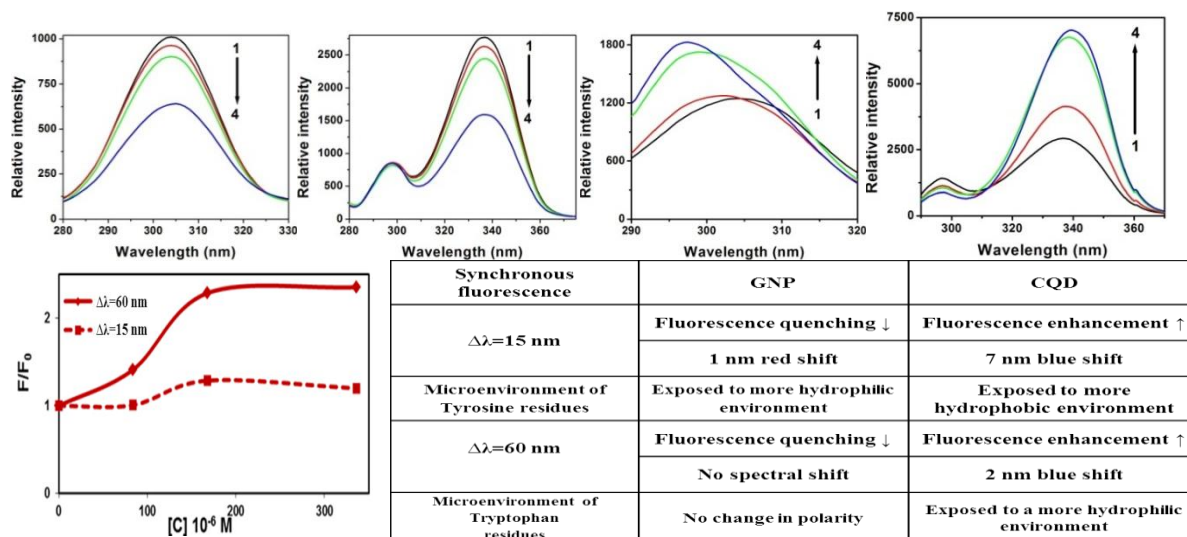 1000
750
500
250
0
280 290 300 310 320 330
Relative intensity
Wavelength (nm)
1
4
2500
2000
1500
1000
500
0
280 300 325 350 375
Relative intensity
Wavelength (nm)
1
4
1800
1200
600
0
290 300 310 320
Relative intensity
Wavelength (nm)
4
1
7500
5000
2500
0
300 320 340 360
Relative intensity
Wavelength (nm)
4
1
2
1
0
0 100 200 300
F/Fo
[C] 10-6 M
Δλ=60 nm
Δλ=15 nm
Synchronous
fluorescence
GNP
CQD
Δλ=15 nm
Fluorescence quenching ↓
Fluorescence enhancement ↑
1 nm red shift
7 nm blue shift
Microenvironment of
Tyrosine residues
Exposed to more hydrophilic
environment
Exposed to more
hydrophobic environment
Δλ=60 nm
Fluorescence quenching ↓
Fluorescence enhancement ↑
No spectral shift
2 nm blue shift
Microenvironment of
Tryptophan
residues
No change in polarity
Exposed to a more hydrophilic
environment